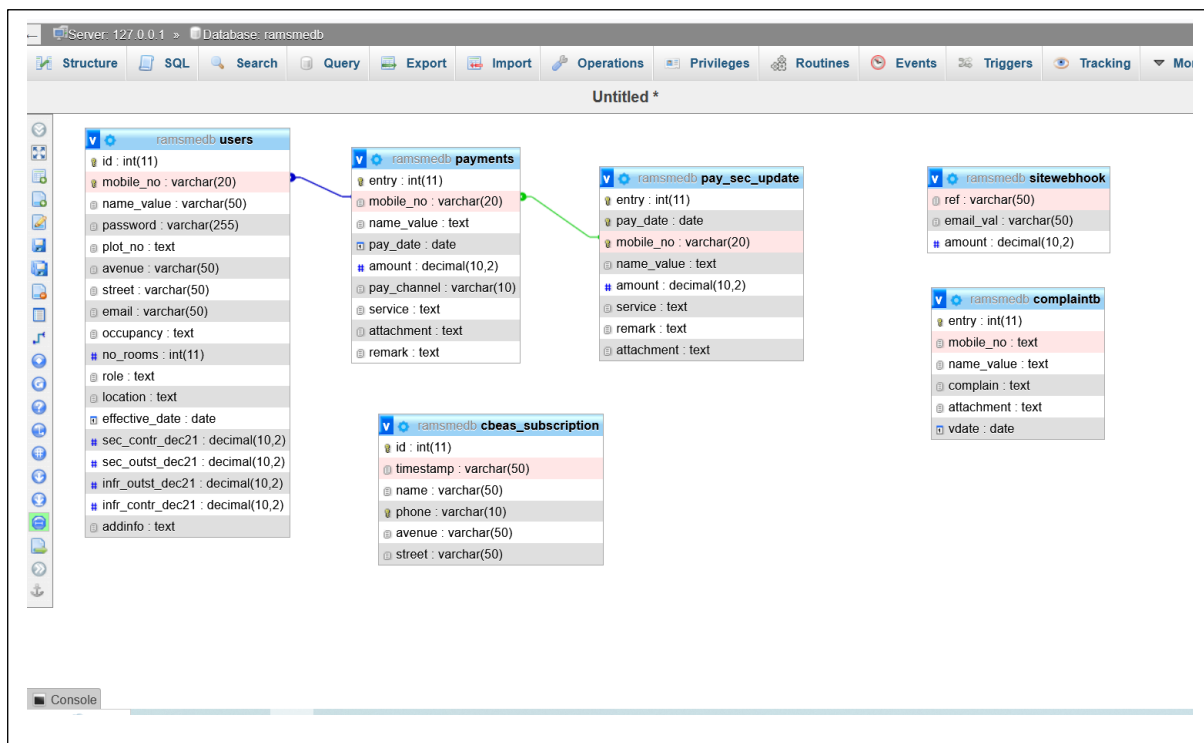 Server: 127.0.0.1 » Database: ramsmedb
Structure SQL Search Query Export Import Operations Privileges Routines Events Triggers Tracking Mor
Untitled *
v ramsmedb users
id : int(11)
mobile_no : varchar(20)
name_value : varchar(50)
password : varchar(255)
plot_no : text
avenue : varchar(50)
street : varchar(50)
email : varchar(50)
occupancy : text
# no_rooms : int(11)
role : text
location : text
effective_date : date
# sec_contr_dec21 : decimal(10,2)
# sec_outst_dec21 : decimal(10,2)
# infr_outst_dec21 : decimal(10,2)
# infr_contr_dec21 : decimal(10,2)
addinfo : text
v ramsmedb payments
entry : int(11)
mobile_no : varchar(20)
name_value : text
pay_date : date
# amount : decimal(10,2)
pay_channel : varchar(10)
service : text
attachment : text
remark : text
v ramsmedb pay_sec_update
entry : int(11)
pay_date : date
mobile_no : varchar(20)
name_value : text
# amount : decimal(10,2)
service : text
remark : text
attachment : text
v ramsmedb sitewebhook
ref : varchar(50)
email_val : varchar(50)
# amount : decimal(10,2)
v ramsmedb complaintb
entry : int(11)
mobile_no : text
name_value : text
complain : text
attachment : text
vdate : date
v ramsmedb cbeas_subscription
id : int(11)
timestamp : varchar(50)
name : varchar(50)
phone : varchar(10)
avenue : varchar(50)
street : varchar(50)
Console